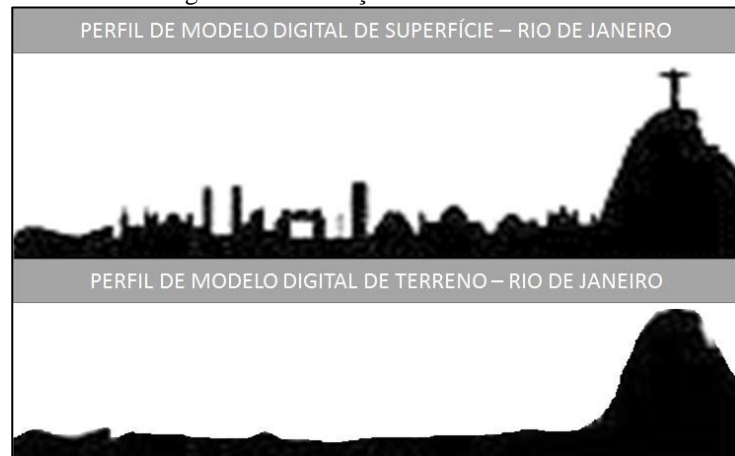 PERFIL DE MODELO DIGITAL DE SUPERFÍCIE – RIO DE JANEIRO
PERFIL DE MODELO DIGITAL DE TERRENO – RIO DE JANEIRO